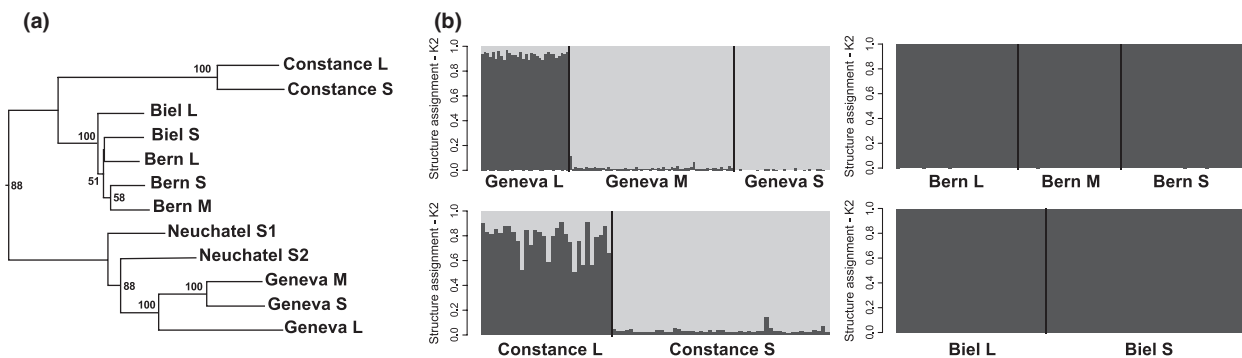 (a)
100
Constance L
Constance S
Biel L
100
Biel S
Bern L
51
Bern S
88
58
Bern M
Neuchatel S1
Neuchatel S2
88
Geneva M
100
100
Geneva S
Geneva L
(b)
Structure assignment - K2
0.0 0.2 0.4 0.6 0.8 1.0
Geneva L Geneva M Geneva S
Structure assignment - K2
0.0 0.2 0.4 0.6 0.8 1.0
Bern L Bern M Bern S
Structure assignment - K2
0.0 0.2 0.4 0.6 0.8 1.0
Constance L Constance S
Structure assignment - K2
0.0 0.2 0.4 0.6 0.8 1.0
Biel L Biel S